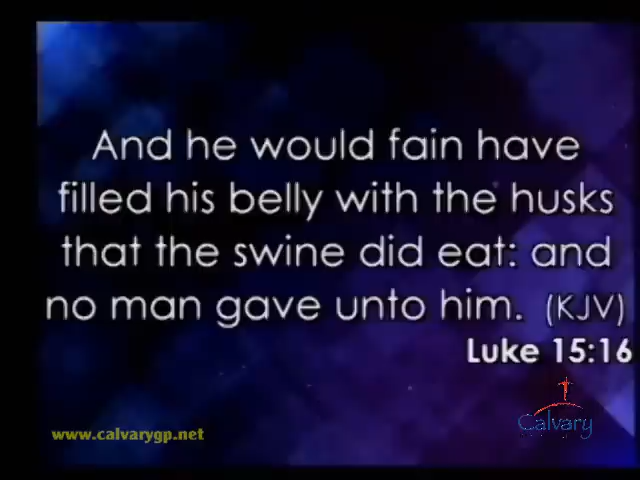 And he would fain have
filled his belly with the husks
that the swine did eat: and
no man gave unto him. (KJV)
Luke 15:16
www.calvarygp.net
Calvary